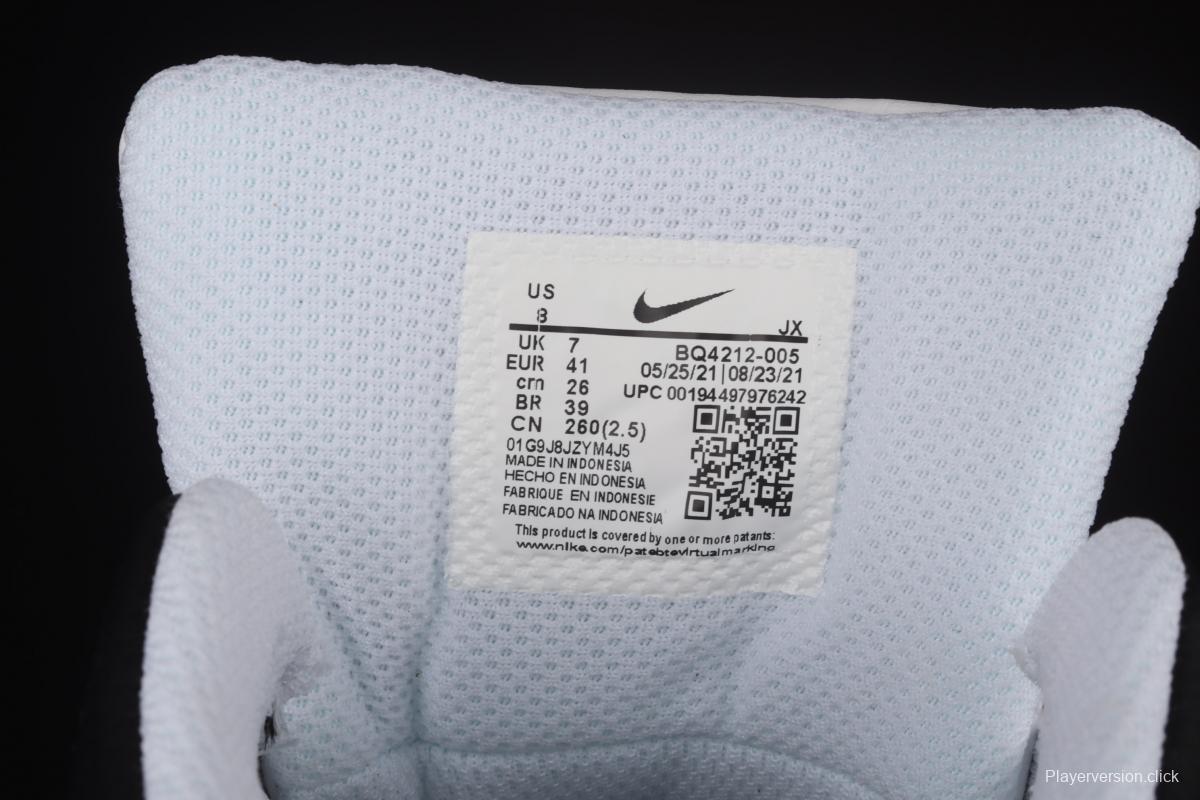 US
8
JX
UK 7
BQ4212-005
EUR 41
05/25/21|08/23/21
cm 26
UPC 00194497976242
BR 39
CN 260(2.5)
01G9J8JZYM4J5
MADE IN INDONESIA
HECHO EN INDONESIA
FABRIQUE EN INDONESIE
FABRICADO NA INDONESIA
This product is covered by one or more patants:
www.nike.com/patebtevirtualmarking
Playerversion.click